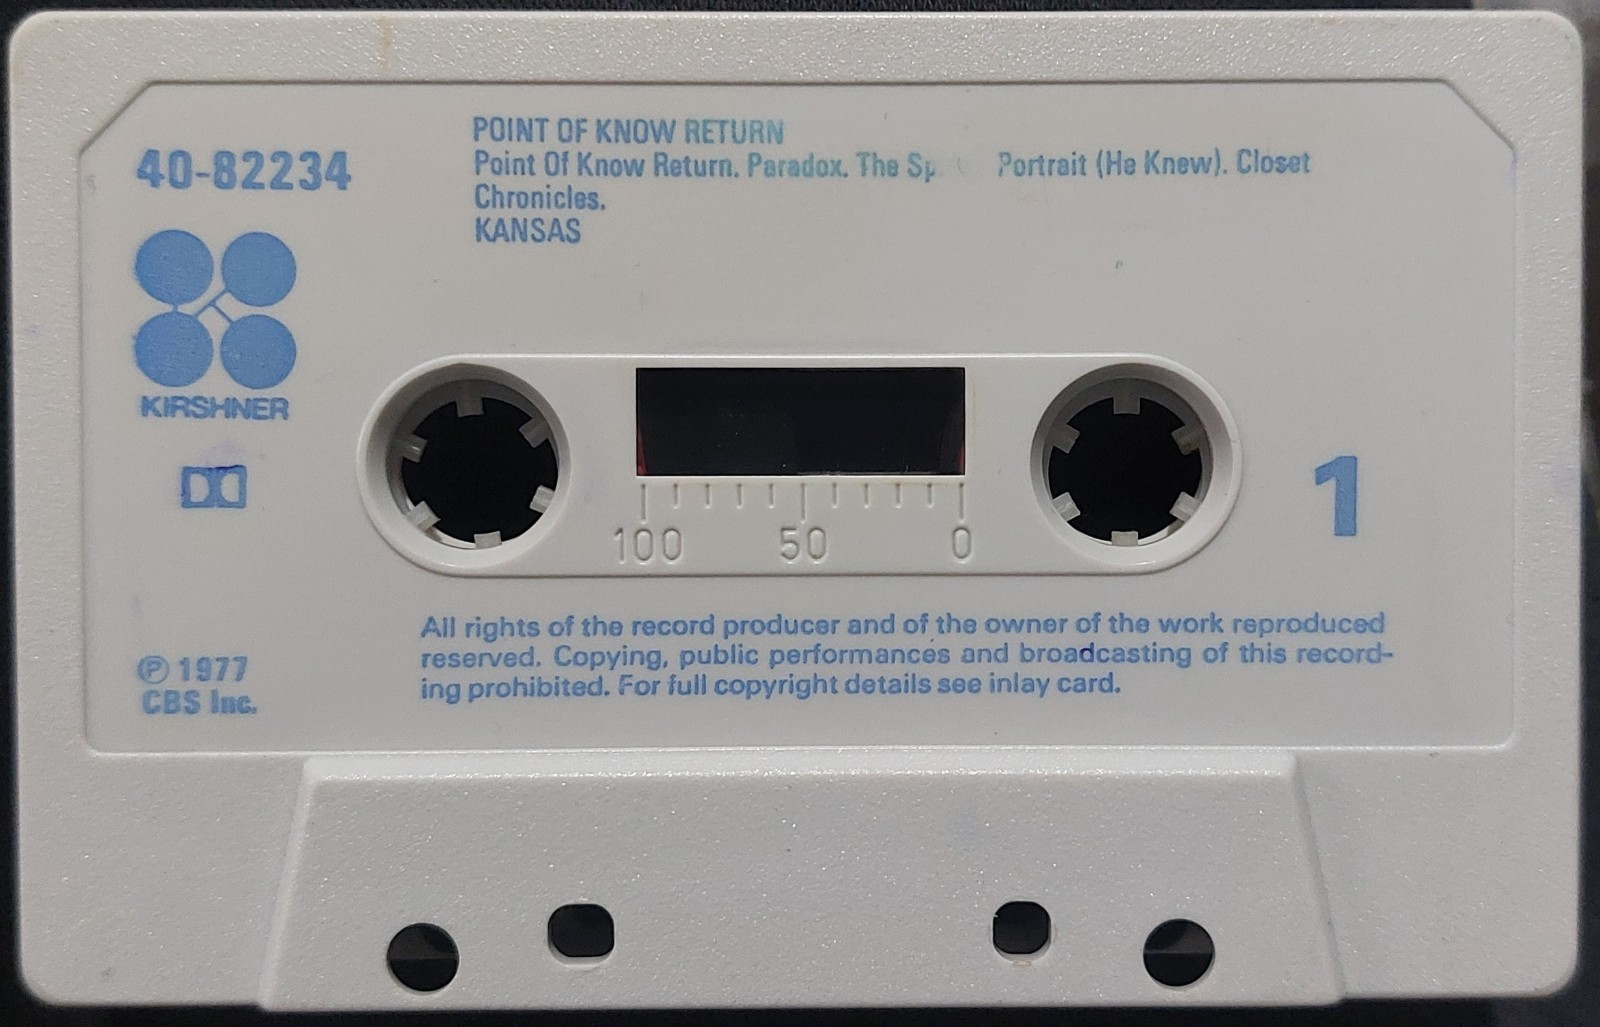 40-82234
POINT OF KNOW RETURN
Point Of Know Return. Paradox. The Portrait (He Knew). Closet
Chronicles.
KANSAS
KIRSHNER
100 50 0
1
All rights of the record producer and of the owner of the work reproduced
reserved. Copying, public performances and broadcasting of this record-
ing prohibited. For full copyright details see inlay card.
Ⓟ 1977
CBS Inc.